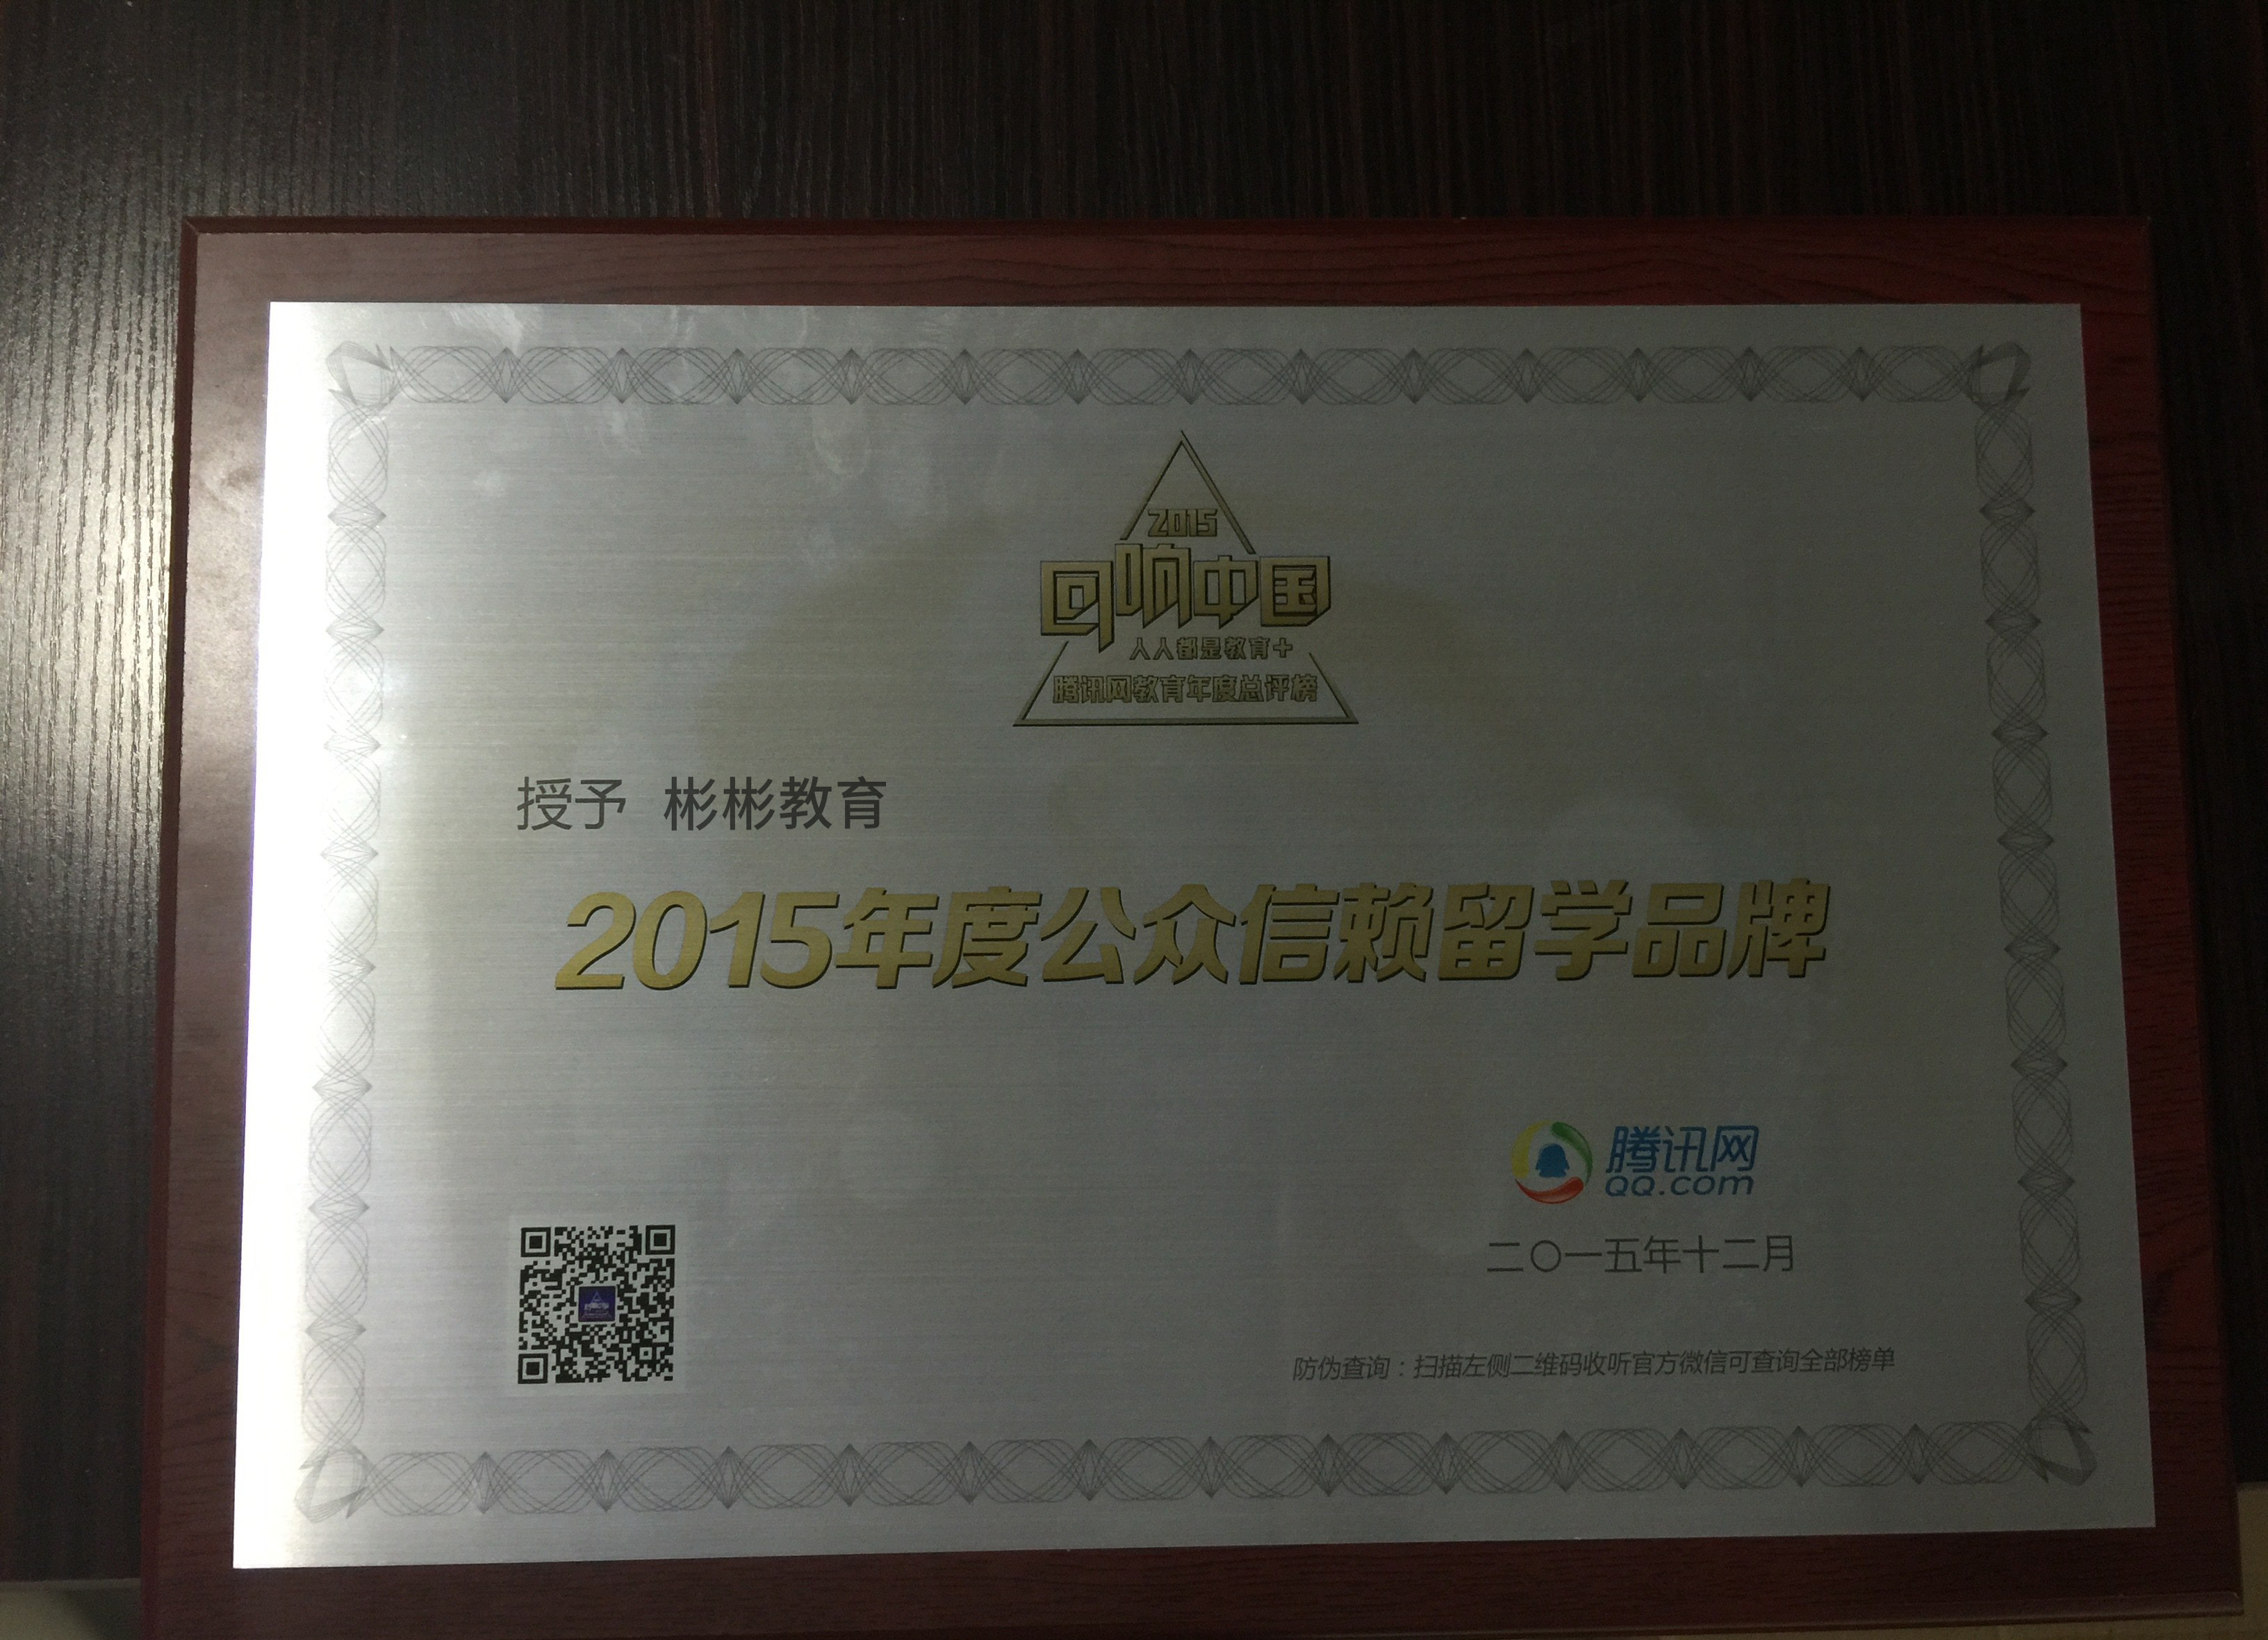 2015
回响中国
人人都是教育+
腾讯网教育年度总评榜
授予 彬彬教育
2015年度公众信赖留学品牌
腾讯网
QQ.com
二〇一五年十二月
防伪查询：扫描左侧二维码收听官方微信可查询全部榜单